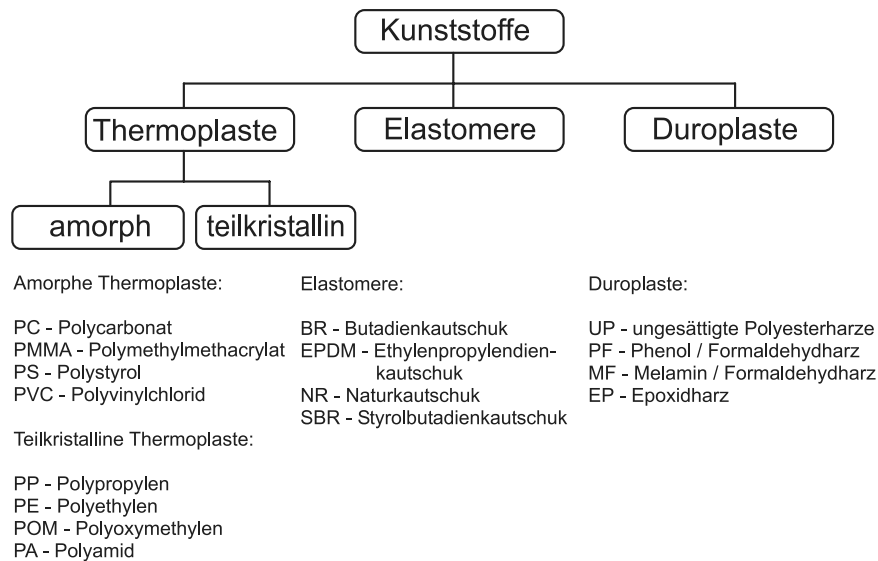 Kunststoffe
Thermoplaste
Elastomere
Duroplaste
amorph
teilkristallin
Amorphe Thermoplaste:
PC - Polycarbonat
PMMA - Polymethylmethacrylat
PS - Polystyrol
PVC - Polyvinylchlorid
Teilkristalline Thermoplaste:
PP - Polypropylen
PE - Polyethylen
POM - Polyoxymethylen
PA - Polyamid
Elastomere:
BR - Butadienkautschuk
EPDM - Ethylenpropylendien-
kautschuk
NR - Naturkautschuk
SBR - Styrolbutadienkautschuk
Duroplaste:
UP - ungesättigte Polyesterharze
PF - Phenol / Formaldehydharz
MF - Melamin / Formaldehydharz
EP - Epoxidharz